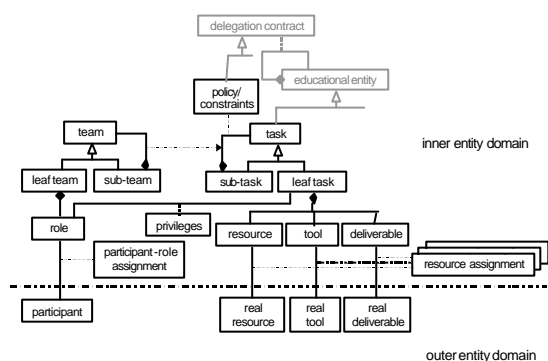 delegation contract
educational entity
policy/
constraints
team
task
inner entity domain
leaf team
sub-team
sub-task
leaf task
role
privileges
resource
tool
deliverable
participant-role
assignment
resource assignment
participant
real
resource
real
tool
real
deliverable
outer entity domain